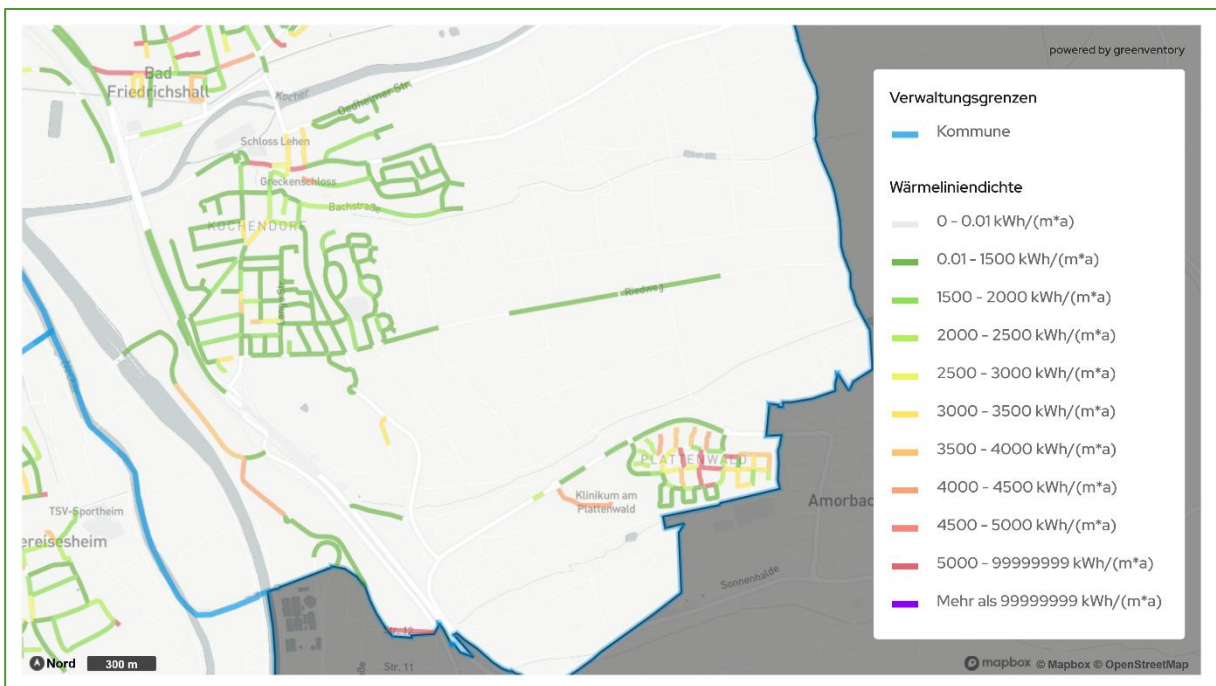 powered by greenventory
Verwaltungsgrenzen
Kommune
Wärmeliniendichte
0 - 0.01 kWh/(m*a)
0.01 - 1500 kWh/(m*a)
1500 - 2000 kWh/(m*a)
2000 - 2500 kWh/(m*a)
2500 - 3000 kWh/(m*a)
3000 - 3500 kWh/(m*a)
3500 - 4000 kWh/(m*a)
4000 - 4500 kWh/(m*a)
4500 - 5000 kWh/(m*a)
5000 - 99999999 kWh/(m*a)
Mehr als 99999999 kWh/(m*a)
Bad
Friedrichshall
Kocher
Oedheimer Str.
Schloss Lehen
Greckenschloss
Bachstraße
KOCHENDORF
Riedweg
PLATTENWALD
Klinikum am
Plattenwald
Amorbac
TSV-Sportheim
ereisesheim
Sonnenhalde
Str. 12
Str. 11
Nord
300 m
mapbox © Mapbox © OpenStreetMap